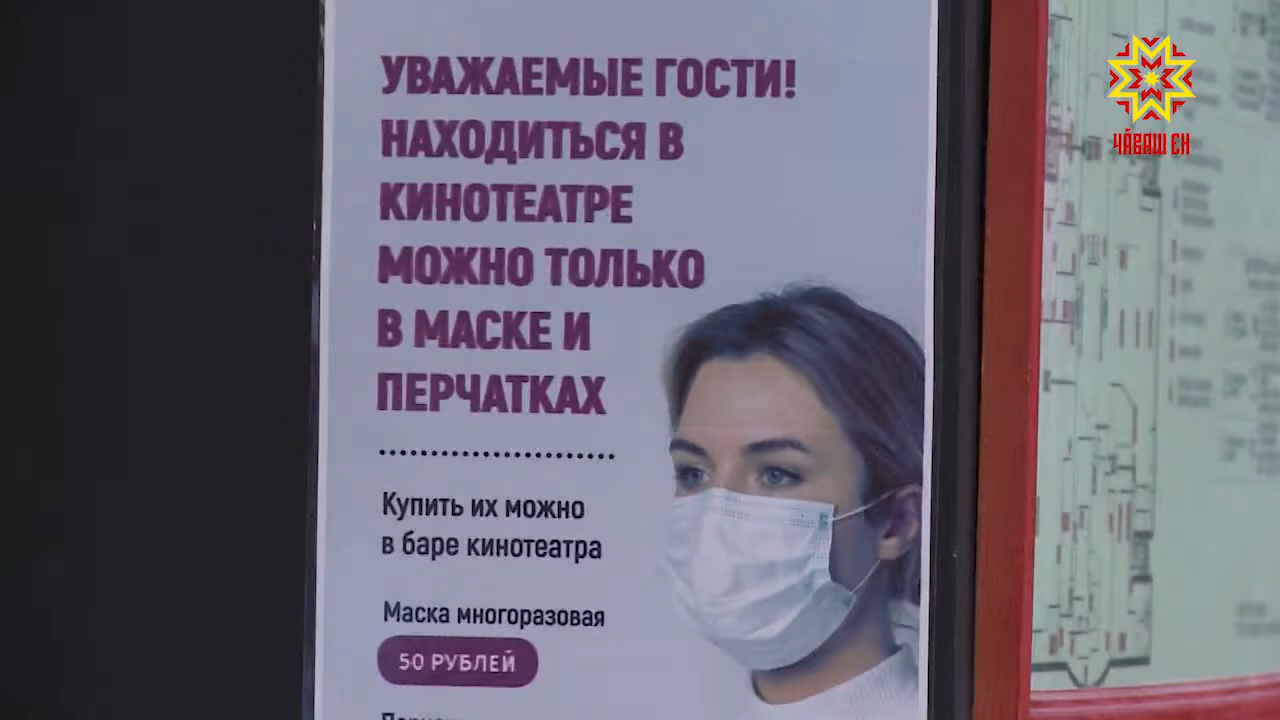 УВАЖАЕМЫЕ ГОСТИ!
НАХОДИТЬСЯ В
КИНОТЕАТРЕ
МОЖНО ТОЛЬКО
В МАСКЕ И
ПЕРЧАТКАХ
Купить их можно
в баре кинотеатра
Маска многоразовая
50 РУБЛЕЙ
ЧӐВАШ ЕН